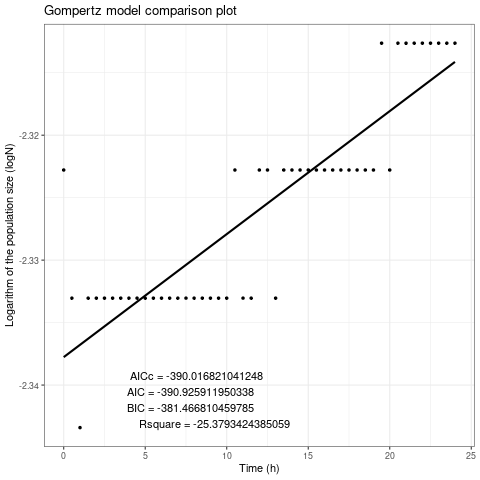 Gompertz model comparison plot
Logarithm of the population size (logN)
-2.32
-2.33
-2.34
AICc = -390.016821041248
AIC = -390.925911950338
BIC = -381.466810459785
Rsquare = -25.3793424385059
0 5 10 15 20 25
Time (h)